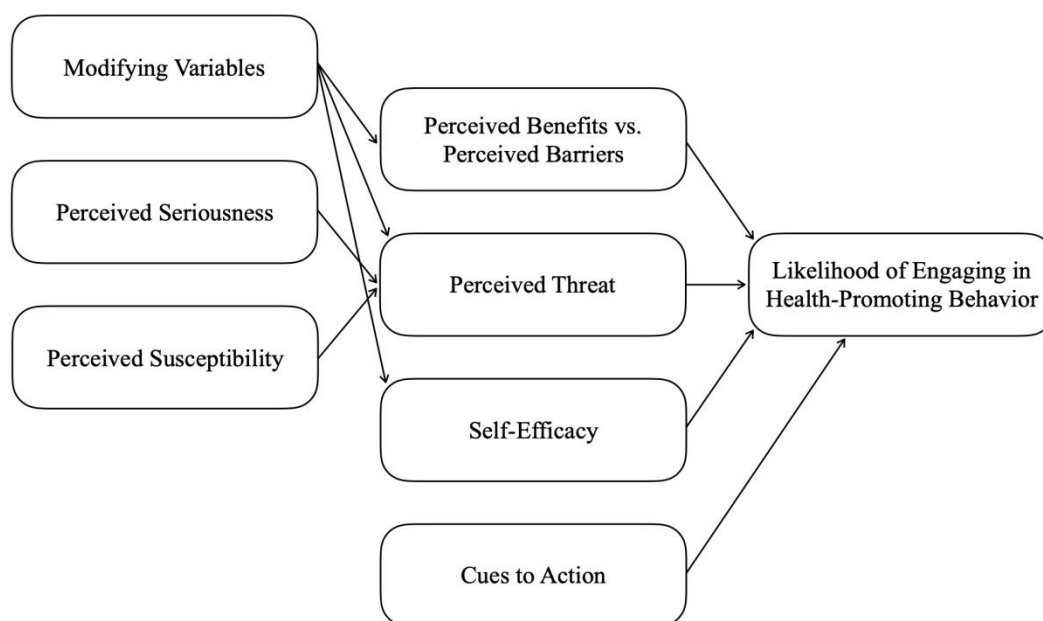 Modifying Variables
Perceived Seriousness
Perceived Susceptibility
Perceived Benefits vs.
Perceived Barriers
Perceived Threat
Self-Efficacy
Cues to Action
Likelihood of Engaging in
Health-Promoting Behavior